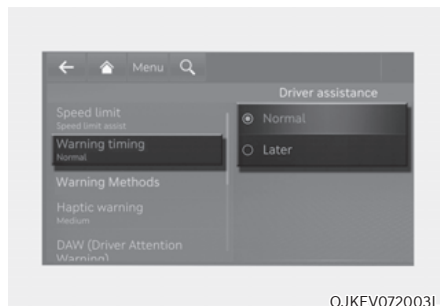 Menu
Driver assistance
Speed limit
Speed limit assist
Warning timing
Normal
Warning Methods
Haptic warning
Medium
DAW (Driver Attention
Warning)
Normal
Later
OJKEV072003L